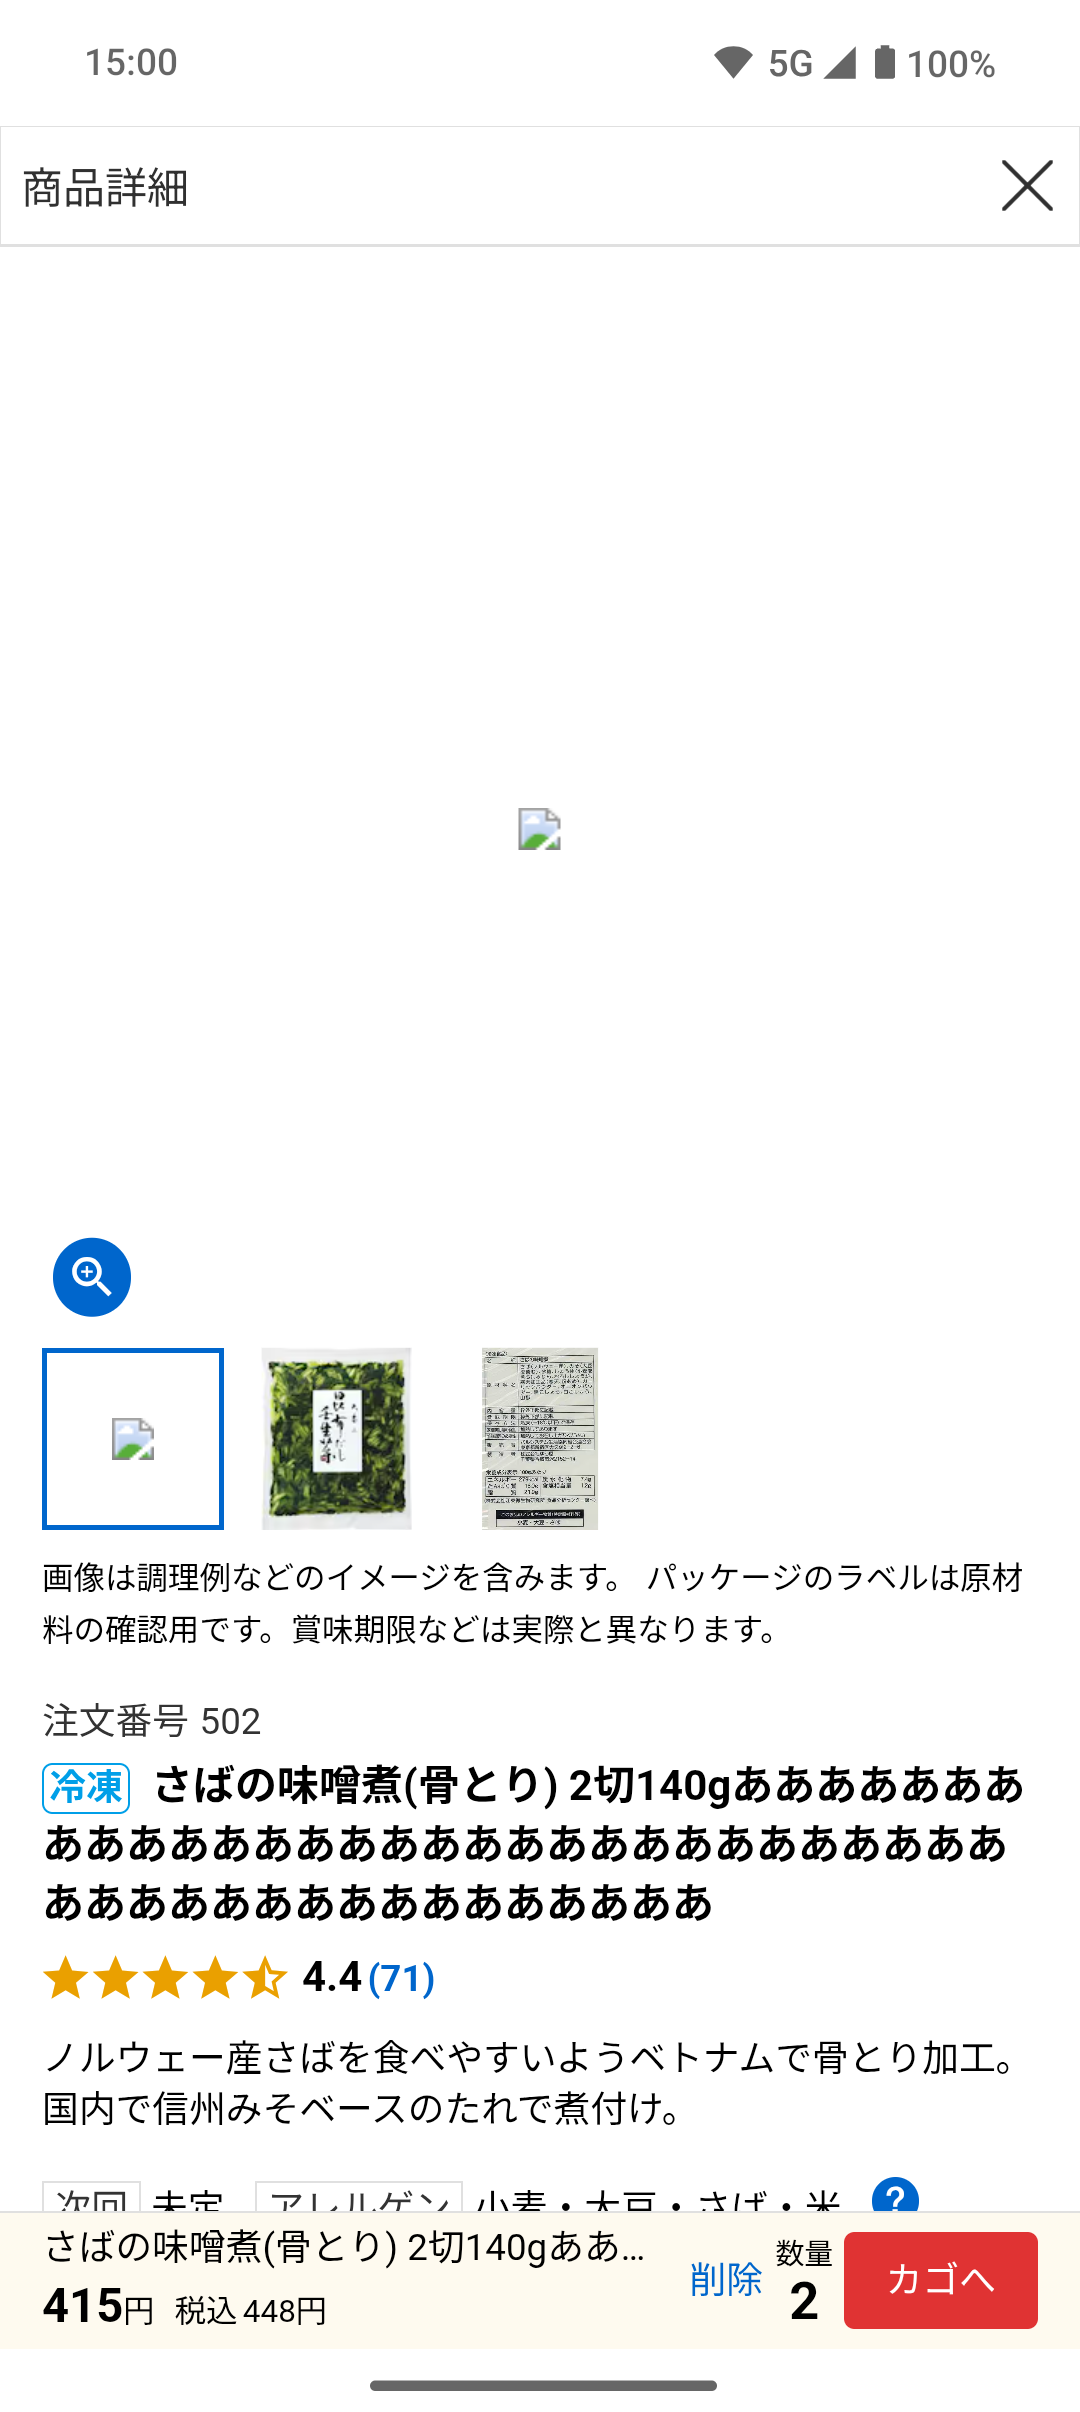 15:00
5G 100%
商品詳細
画像は調理例などのイメージを含みます。 パッケージのラベルは原材
料の確認用です。賞味期限などは実際と異なります。
注文番号 502
冷凍 さばの味噌煮(骨とり) 2切140gあああああああ
あああああああああああああああああああああああ
ああああああああああああああああ
4.4 (71)
ノルウェー産さばを食べやすいようベトナムで骨とり加工。
国内で信州みそベースのたれで煮付け。
次回 未定 アレルゲン 小麦・大豆・さば・米 ?
さばの味噌煮(骨とり) 2切140gああ...
415円 税込 448円
削除
数量
2
カゴへ